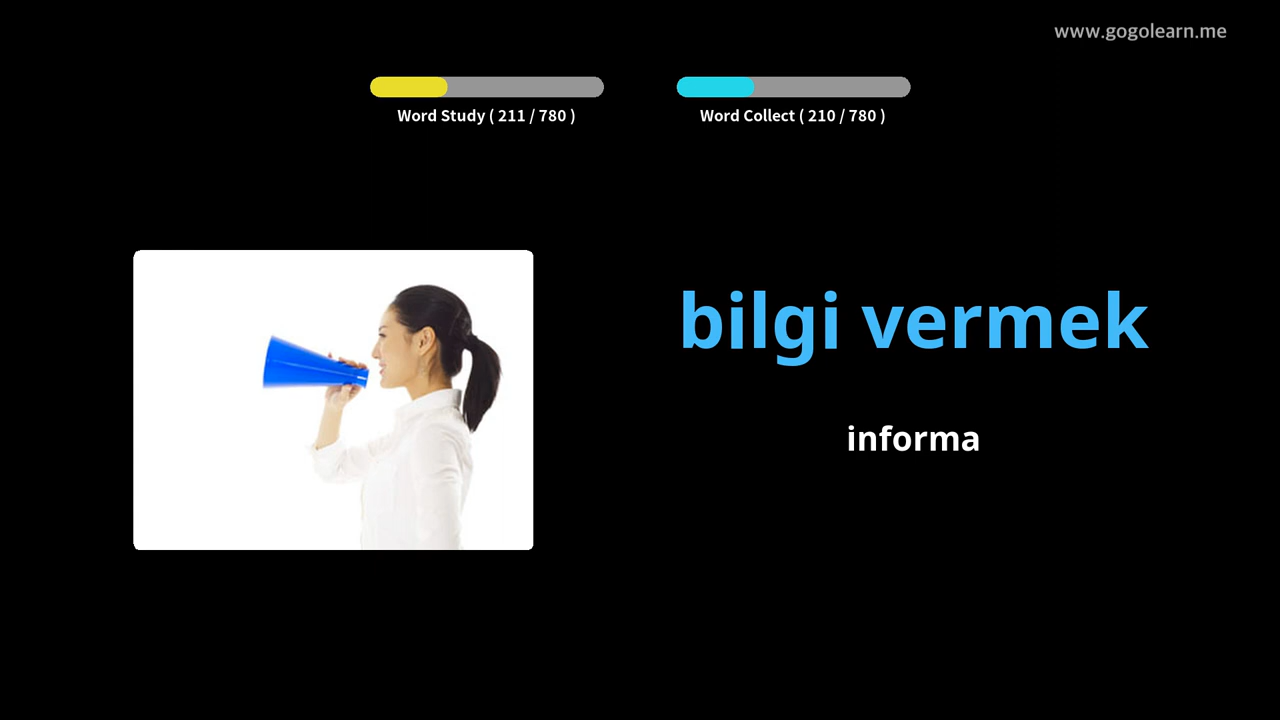 www.gogolearn.me
Word Study ( 211 / 780 )
Word Collect ( 210 / 780 )
bilgi vermek
informa